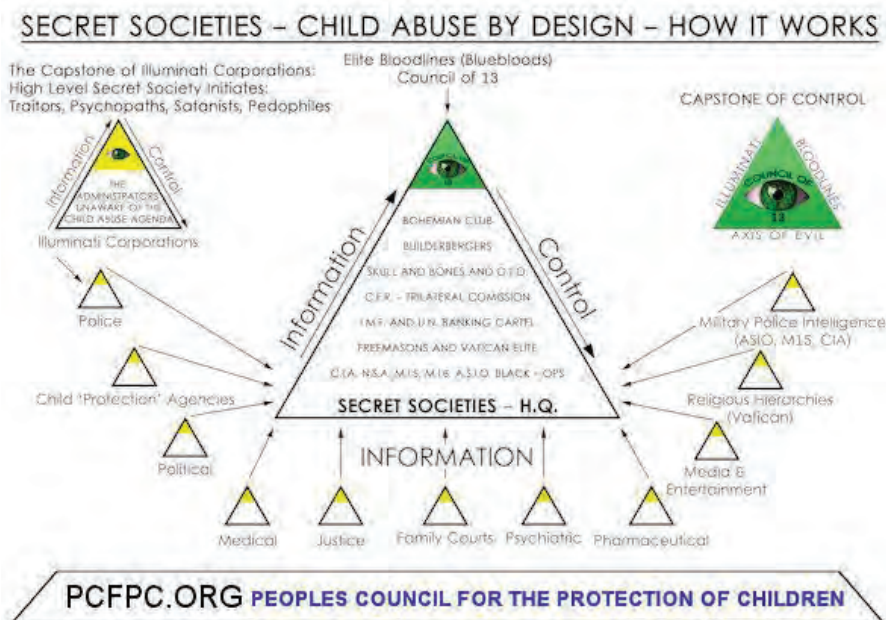 SECRET SOCIETIES – CHILD ABUSE BY DESIGN – HOW IT WORKS
The Capstone of Illuminati Corporations:
High Level Secret Society Initiates:
Traitors, Psychopaths, Satanists, Pedophiles
Elite Bloodlines (Bluebloods)
Council of 13
CAPSTONE OF CONTROL
Information
Control
THE
ADMINISTRATORS
UNAWARE OF THE
CHILD ABUSE AGENDA
Illuminati Corporations
ILLUMINATI
BLOODLINES
COUNCIL OF
13
AXIS OF EVIL
Information
Control
BOHEMIAN CLUB
BUILDERBERGERS
SKULL AND BONES AND O.T.O.
C.F.R. – TRILATERAL COMISSION
I.M.F. AND U.N. BANKING CARTEL
FREEMASONS AND VATICAN ELITE
C.I.A. N.S.A. M.I.5. M.I.6. A.S.I.O. BLACK – OPS
SECRET SOCIETIES – H.Q.
Police
Child 'Protection' Agencies
Political
Military Police Intelligence
(ASIO, M15, CIA)
Religious Hierarchies
(Vatican)
Media &
Entertainment
INFORMATION
Medical
Justice
Family Courts
Psychiatric
Pharmaceutical
PCFPC.ORG PEOPLES COUNCIL FOR THE PROTECTION OF CHILDREN